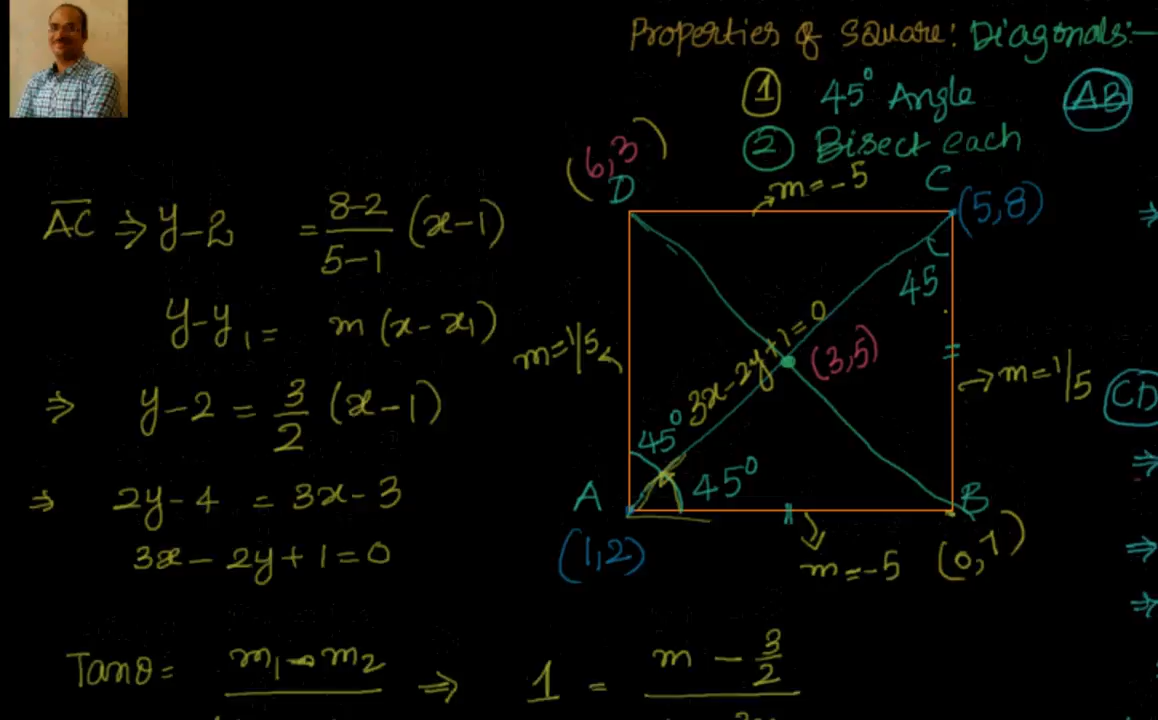 Properties of Square: Diagonals:-
① 45° Angle
AB
② Bisect each
(6,3)
D
m=-5
C
(5,8)
AC ⇒ y-2 = 8-2/5-1 (x-1)
45
y-y₁ = m(x-x₁)
m=1/5
3x-2y+1=0
(3,5)
→m=1/5
CD
⇒ y-2 = 3/2 (x-1)
45°
45°
A
B
⇒ 2y-4 = 3x-3
(1,2)
m=-5
(0,7)
3x-2y+1=0
Tanθ= m₁-m₂ ⇒ 1 = m - 3/2